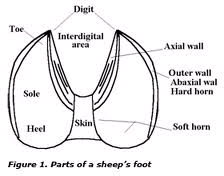 Digit
Toe
Interdigital
area
Axial wall
Outer wall
Abaxial wal
Hard horn
Sole
Heel
Skin
Soft horn
Figure 1. Parts of a sheep's foot